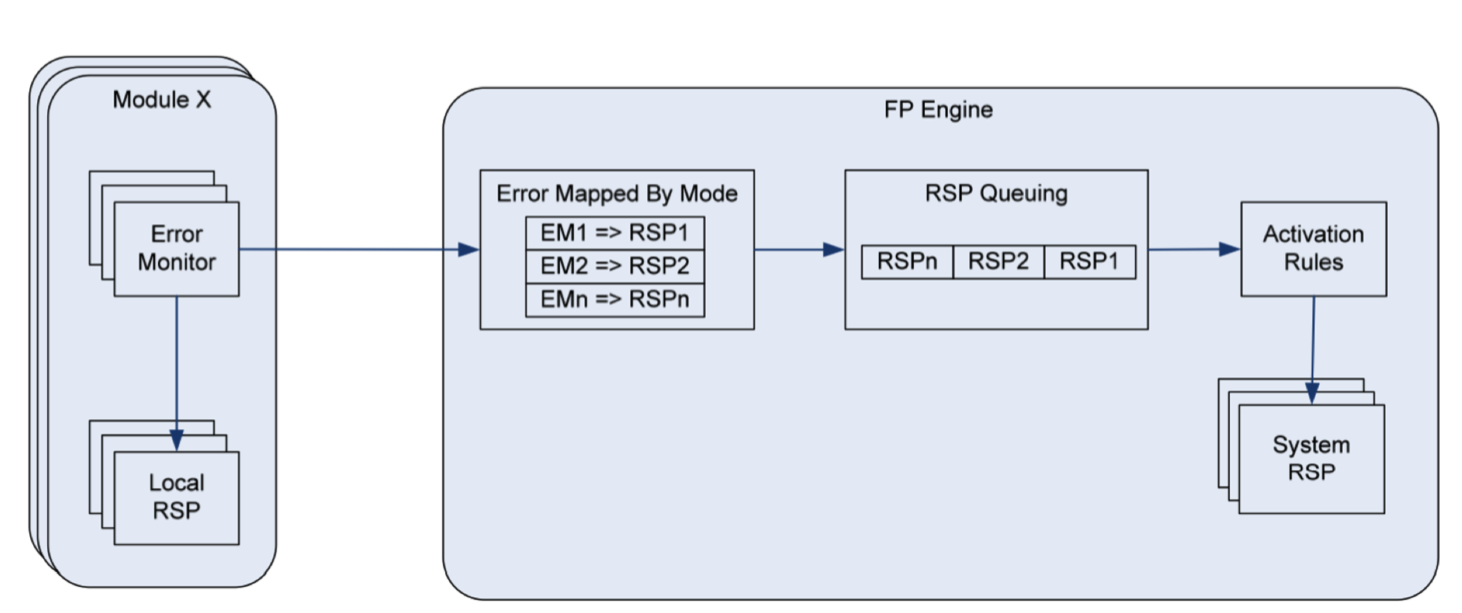 Module X
Error
Monitor
Local
RSP
FP Engine
Error Mapped By Mode
EM1 => RSP1
EM2 => RSP2
EMn => RSPn
RSP Queuing
RSPn RSP2 RSP1
Activation
Rules
System
RSP